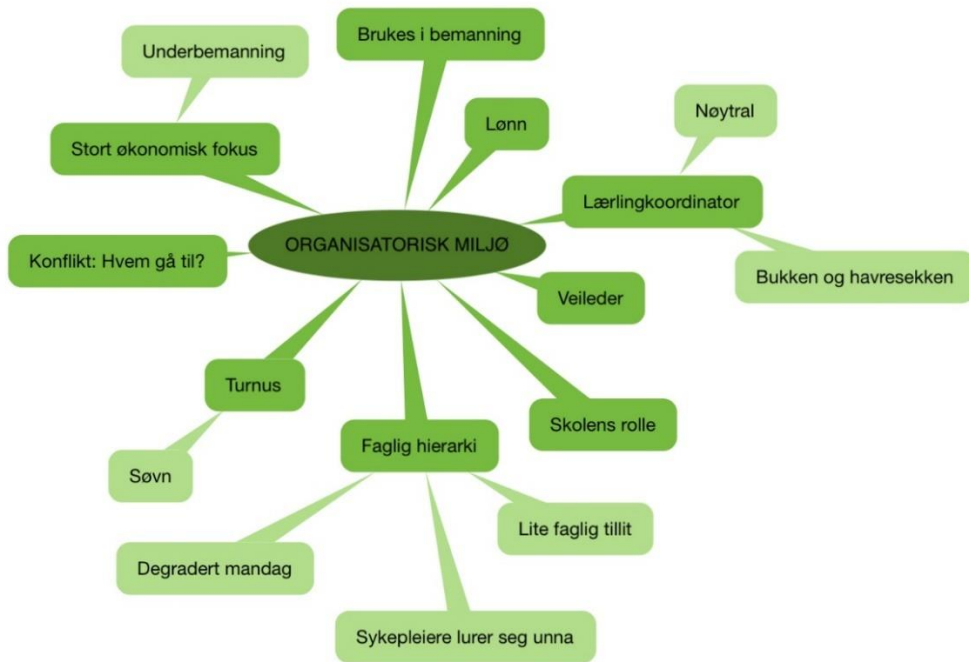 Brukes i bemanning
Underbemanning
Nøytral
Lønn
Stort økonomisk fokus
Lærlingkoordinator
ORGANISATORISK MILJØ
Konflikt: Hvem gå til?
Bukken og havresekken
Veileder
Turnus
Skolens rolle
Faglig hierarki
Søvn
Lite faglig tillit
Degradert mandag
Sykepleiere lurer seg unna